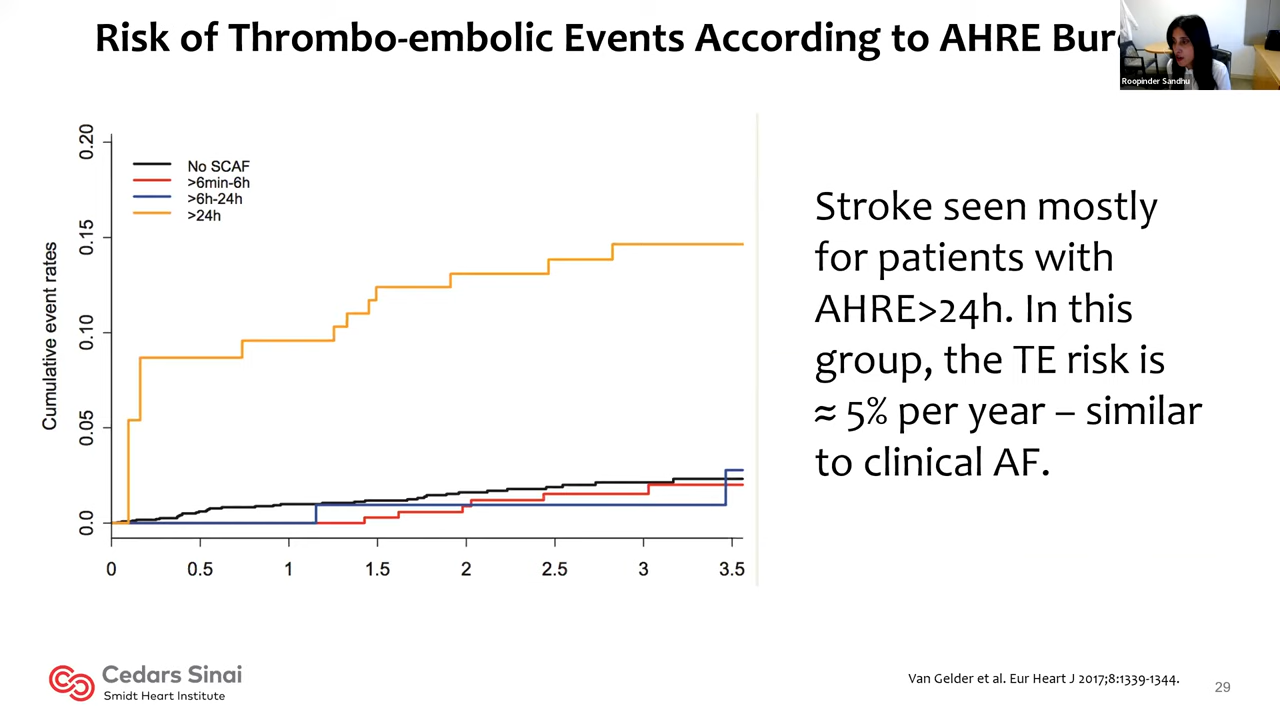 Risk of Thrombo-embolic Events According to AHRE
Roopinder Sandhu
0.20
0.15
0.10
0.05
0.0
Cumulative event rates
No SCAF
>6min-6h
>6h-24h
>24h
0 0.5 1 1.5 2 2.5 3 3.5
Stroke seen mostly
for patients with
AHRE>24h. In this
group, the TE risk is
≈ 5% per year – similar
to clinical AF.
Cedars Sinai
Smidt Heart Institute
Van Gelder et al. Eur Heart J 2017;8:1339-1344.
29